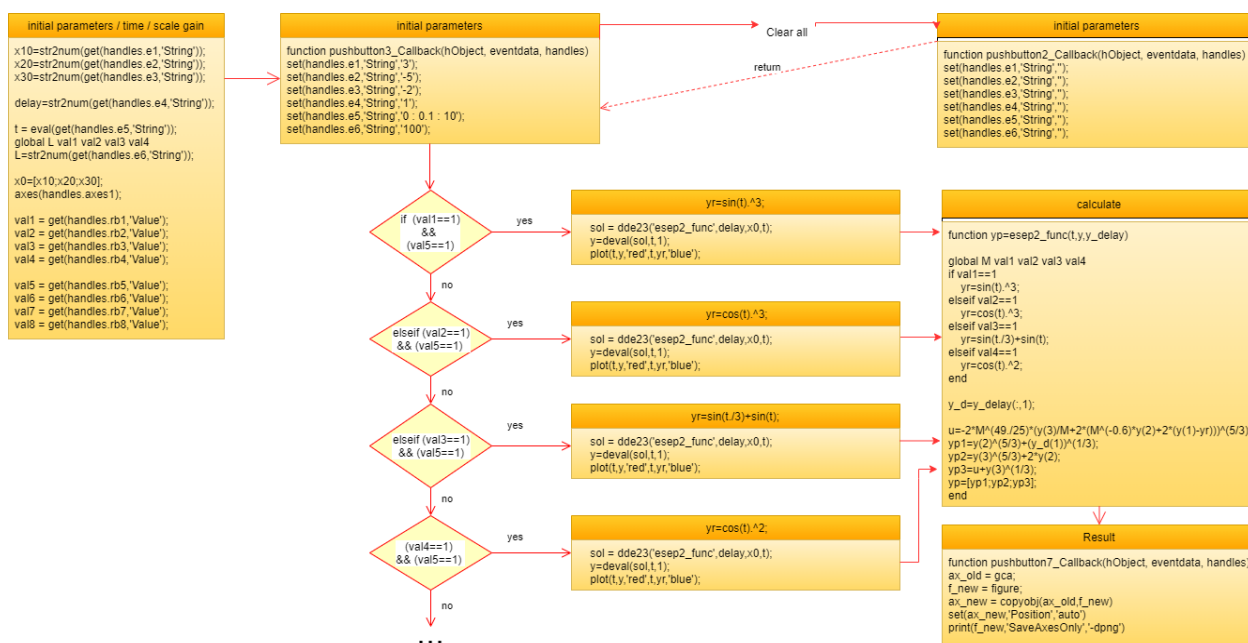 initial parameters / time / scale gain
x10=str2num(get(handles.e1,'String'));
x20=str2num(get(handles.e2,'String'));
x30=str2num(get(handles.e3,'String'));
delay=str2num(get(handles.e4,'String'));
t = eval(get(handles.e5,'String'));
global L val1 val2 val3 val4
L=str2num(get(handles.e6,'String'));
x0=[x10;x20;x30];
axes(handles.axes1);
val1 = get(handles.rb1,'Value');
val2 = get(handles.rb2,'Value');
val3 = get(handles.rb3,'Value');
val4 = get(handles.rb4,'Value');
val5 = get(handles.rb5,'Value');
val6 = get(handles.rb6,'Value');
val7 = get(handles.rb7,'Value');
val8 = get(handles.rb8,'Value');
initial parameters
function pushbutton3_Callback(hObject, eventdata, handles)
set(handles.e1,'String','3');
set(handles.e2,'String','-5');
set(handles.e3,'String','-2');
set(handles.e4,'String','1');
set(handles.e5,'String','0 : 0.1 : 10');
set(handles.e6,'String','100');
Clear all
return
initial parameters
function pushbutton2_Callback(hObject, eventdata, handles)
set(handles.e1,'String','');
set(handles.e2,'String','');
set(handles.e3,'String','');
set(handles.e4,'String','');
set(handles.e5,'String','');
set(handles.e6,'String','');
if (val1==1)
&&
(val5==1)
yes
yr=sin(t).^3;
sol = dde23('esep2_func',delay,x0,t);
y=deval(sol,t,1);
plot(t,y,'red',t,yr,'blue');
no
elseif (val2==1)
&& (val5==1)
yes
yr=cos(t).^3;
sol = dde23('esep2_func',delay,x0,t);
y=deval(sol,t,1);
plot(t,y,'red',t,yr,'blue');
no
elseif (val3==1)
&& (val5==1)
yes
yr=sin(t./3)+sin(t);
sol = dde23('esep2_func',delay,x0,t);
y=deval(sol,t,1);
plot(t,y,'red',t,yr,'blue');
no
(val4==1)
&& (val5==1)
yes
yr=cos(t).^2;
sol = dde23('esep2_func',delay,x0,t);
y=deval(sol,t,1);
plot(t,y,'red',t,yr,'blue');
no
...
calculate
function yp=esep2_func(t,y,y_delay)
global M val1 val2 val3 val4
if val1==1
yr=sin(t).^3;
elseif val2==1
yr=cos(t).^3;
elseif val3==1
yr=sin(t./3)+sin(t);
elseif val4==1
yr=cos(t).^2;
end
y_d=y_delay(:,1);
u=-2*M^(49./25)*(y(3)/M+2*(M^(-0.6)*y(2)+2*(y(1)-yr)))^(5/3)
yp1=y(2)^(5/3)+(y_d(1))^(1/3);
yp2=y(3)^(5/3)+2*y(2);
yp3=u+y(3)^(1/3);
yp=[yp1;yp2;yp3];
end
Result
function pushbutton7_Callback(hObject, eventdata, handles)
ax_old = gca;
f_new = figure;
ax_new = copyobj(ax_old,f_new)
set(ax_new,'Position','auto')
print(f_new,'SaveAxesOnly','-dpng')